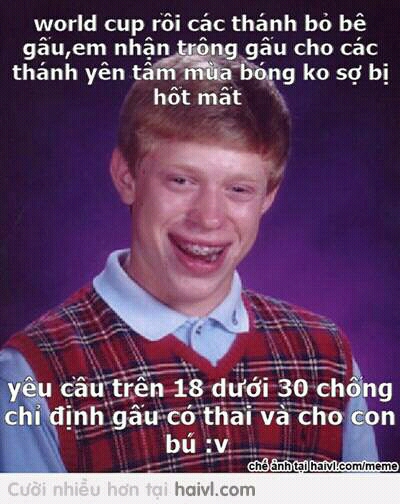 world cup rồi các thánh bỏ bê
gấu,em nhận trông gấu cho các
thánh yên tâm mùa bóng ko sợ bị
hốt mất
yêu cầu trên 18 dưới 30 chống
chỉ định gấu có thai và cho con
bú :v
chế ảnh tại haivl.com/meme
Cười nhiều hơn tại haivl.com